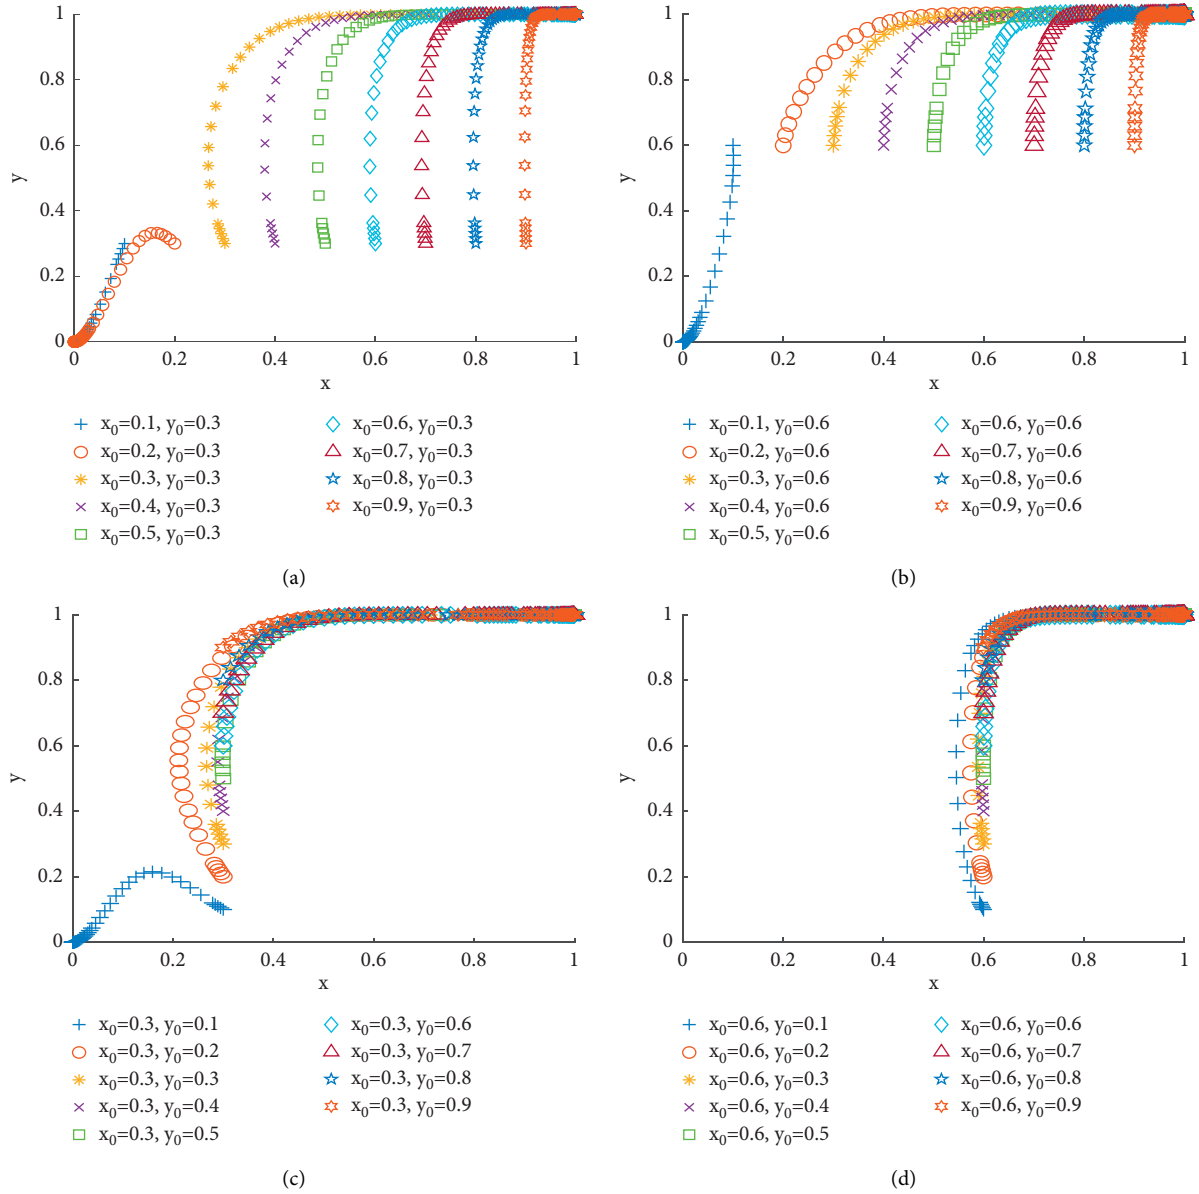 1
0.8
0.6
y
0.4
0.2
0
0 0.2 0.4 0.6 0.8 1
x
x0=0.1, y0=0.3
x0=0.2, y0=0.3
x0=0.3, y0=0.3
x0=0.4, y0=0.3
x0=0.5, y0=0.3
x0=0.6, y0=0.3
x0=0.7, y0=0.3
x0=0.8, y0=0.3
x0=0.9, y0=0.3
(a)
1
0.8
0.6
y
0.4
0.2
0
0 0.2 0.4 0.6 0.8 1
x
x0=0.1, y0=0.6
x0=0.2, y0=0.6
x0=0.3, y0=0.6
x0=0.4, y0=0.6
x0=0.5, y0=0.6
x0=0.6, y0=0.6
x0=0.7, y0=0.6
x0=0.8, y0=0.6
x0=0.9, y0=0.6
(b)
1
0.8
0.6
y
0.4
0.2
0
0 0.2 0.4 0.6 0.8 1
x
x0=0.3, y0=0.1
x0=0.3, y0=0.2
x0=0.3, y0=0.3
x0=0.3, y0=0.4
x0=0.3, y0=0.5
x0=0.3, y0=0.6
x0=0.3, y0=0.7
x0=0.3, y0=0.8
x0=0.3, y0=0.9
(c)
1
0.8
0.6
y
0.4
0.2
0
0 0.2 0.4 0.6 0.8 1
x
x0=0.6, y0=0.1
x0=0.6, y0=0.2
x0=0.6, y0=0.3
x0=0.6, y0=0.4
x0=0.6, y0=0.5
x0=0.6, y0=0.6
x0=0.6, y0=0.7
x0=0.6, y0=0.8
x0=0.6, y0=0.9
(d)